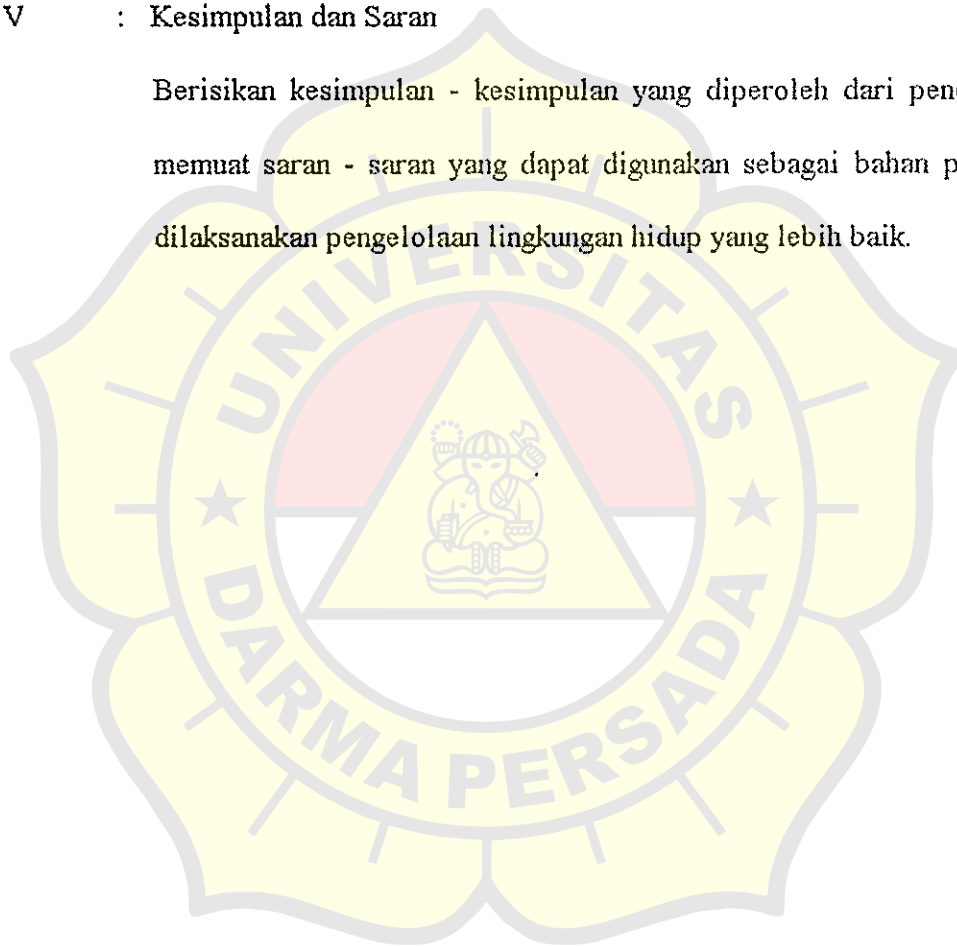 V : Kesimpulan dan Saran
Berisikan kesimpulan - kesimpulan yang diperoleh dari
memuat saran - saran yang dapat digunakan sebagai bahan
dilaksanakan pengelolaan lingkungan hidup yang lebih baik.
UNIVERSITAS
DARMA PERSADA